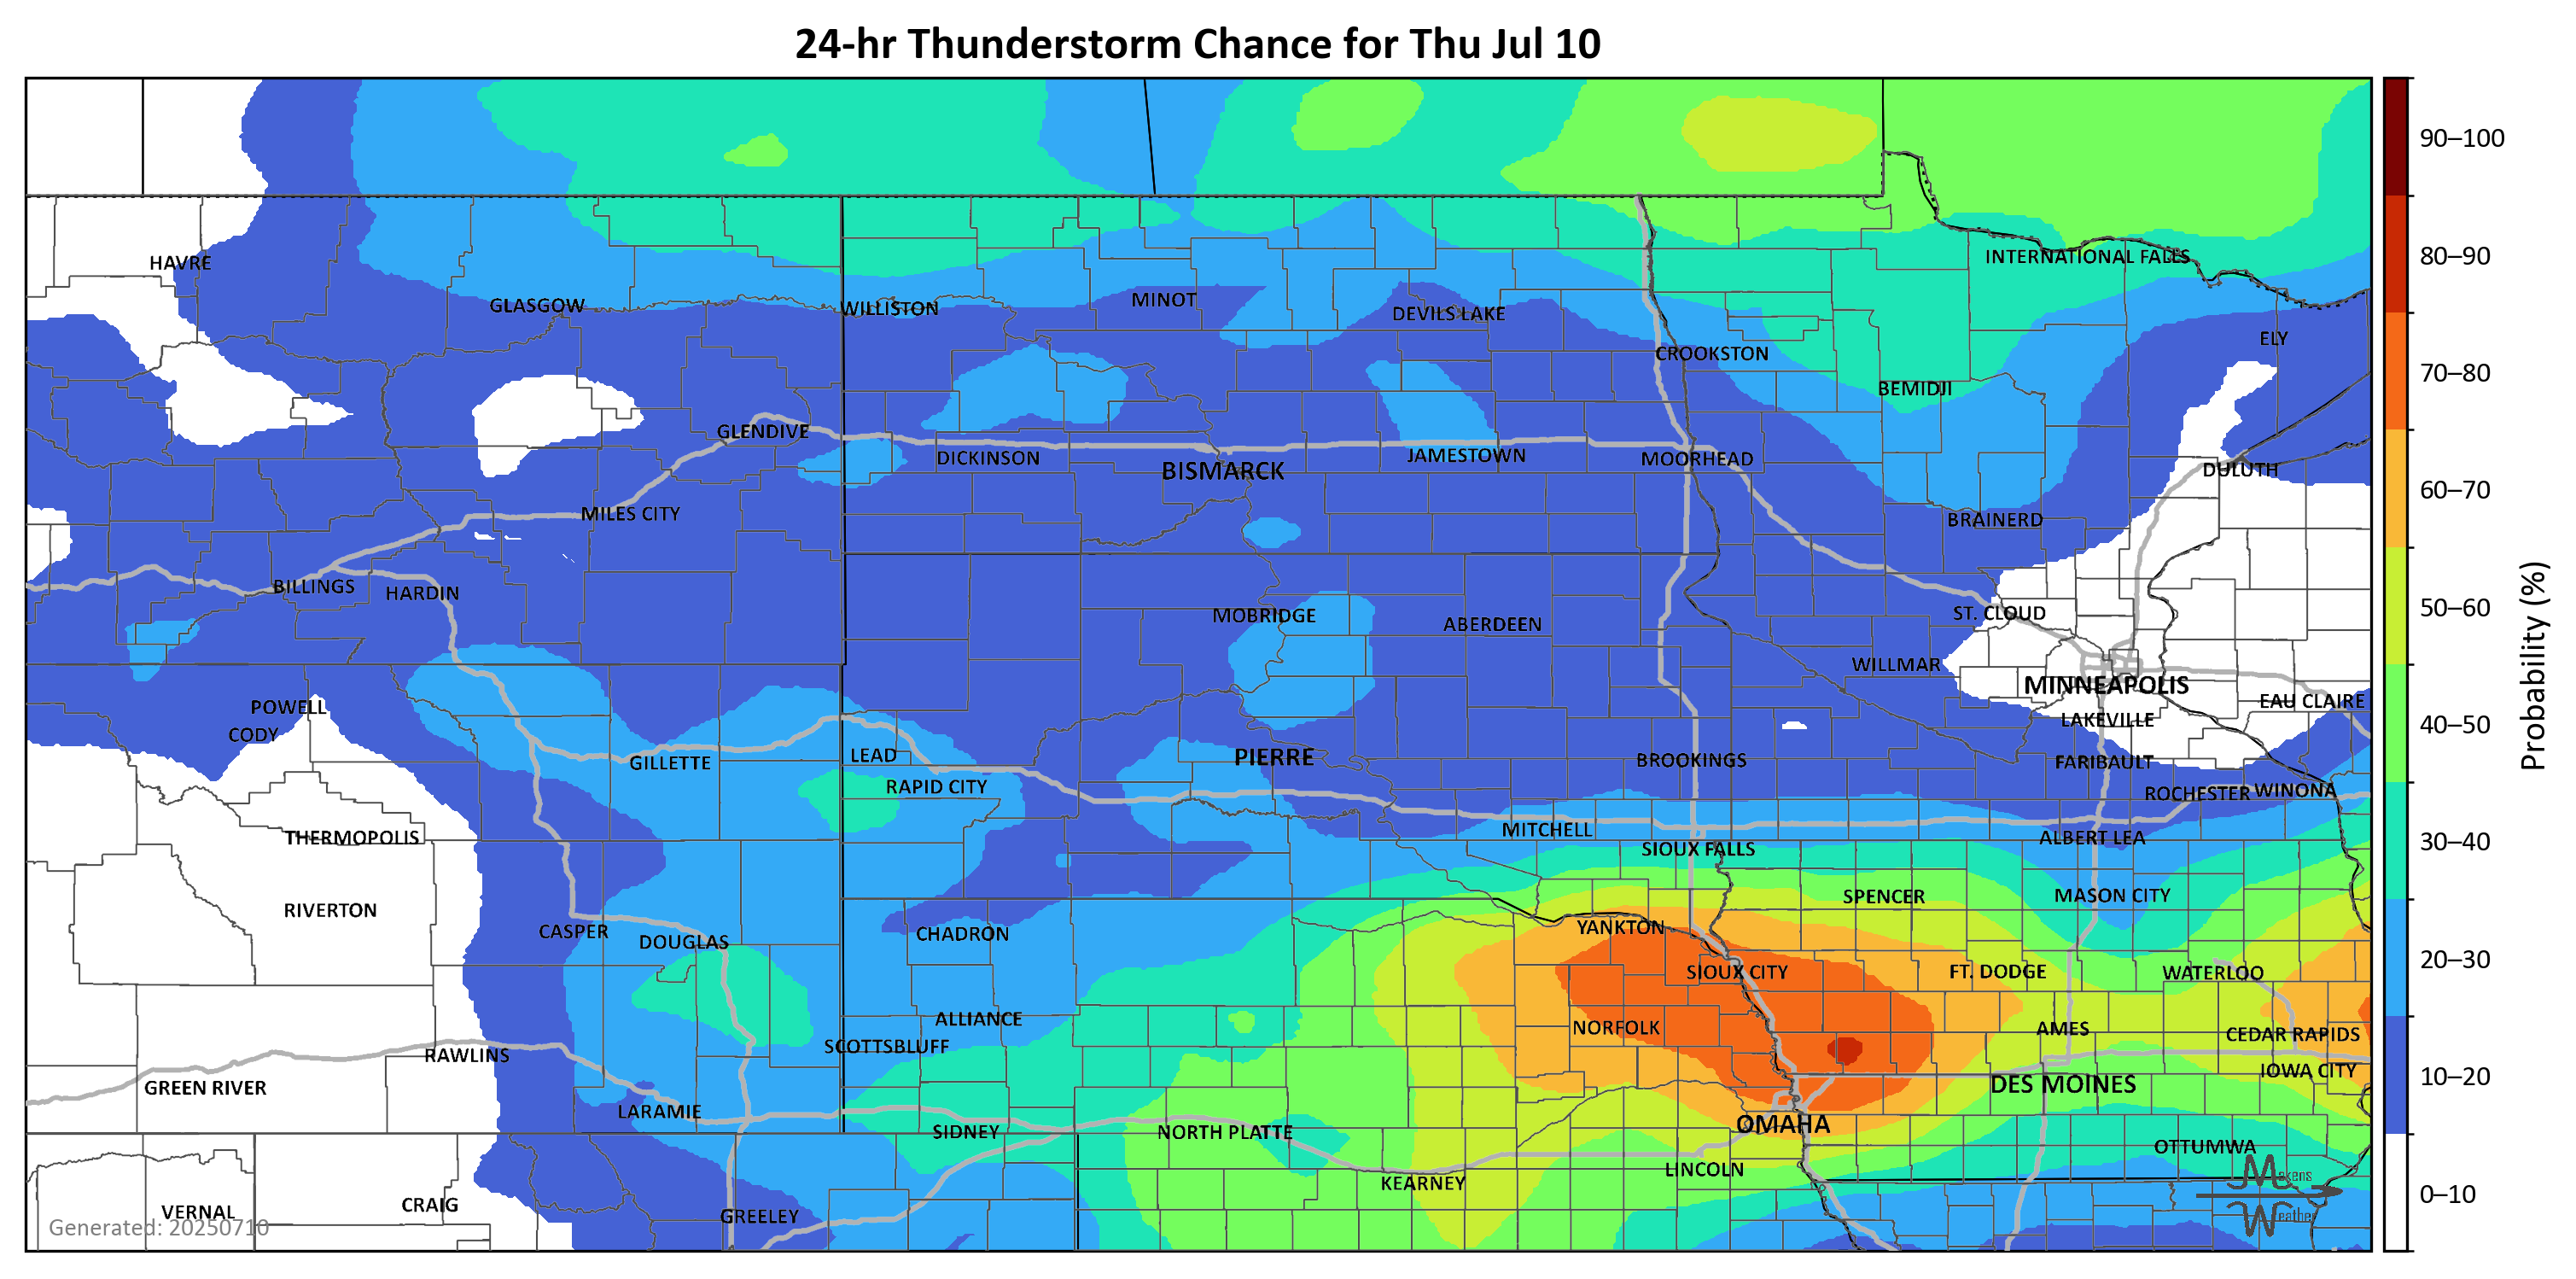 24-hr Thunderstorm Chance for Thu Jul 10
90–100
80–90
HAVRE
INTERNATIONAL FALLS
GLASGOW
WILLISTON
MINOT
DEVILS LAKE
ELY
CROOKSTON
70–80
BEMIDJI
GLENDIVE
DICKINSON
BISMARCK
JAMESTOWN
MOORHEAD
DULUTH
60–70
MILES CITY
BRAINERD
BILLINGS
HARDIN
MOBRIDGE
ABERDEEN
ST. CLOUD
50–60
WILLMAR
MINNEAPOLIS
EAU CLAIRE
POWELL
CODY
LAKEVILLE
40–50
Probability (%)
GILLETTE
LEAD
PIERRE
BROOKINGS
FARIBAULT
RAPID CITY
ROCHESTER
WINONA
THERMOPOLIS
MITCHELL
ALBERT LEA
30–40
SIOUX FALLS
RIVERTON
SPENCER
MASON CITY
CASPER
DOUGLAS
CHADRON
YANKTON
20–30
SIOUX CITY
FT. DODGE
WATERLOO
ALLIANCE
NORFOLK
AMES
CEDAR RAPIDS
SCOTTSBLUFF
RAWLINS
GREEN RIVER
DES MOINES
IOWA CITY
10–20
LARAMIE
SIDNEY
NORTH PLATTE
OMAHA
OTTUMWA
LINCOLN
KEARNEY
Makens
Weather
0–10
VERNAL
CRAIG
GREELEY
Generated: 20250710